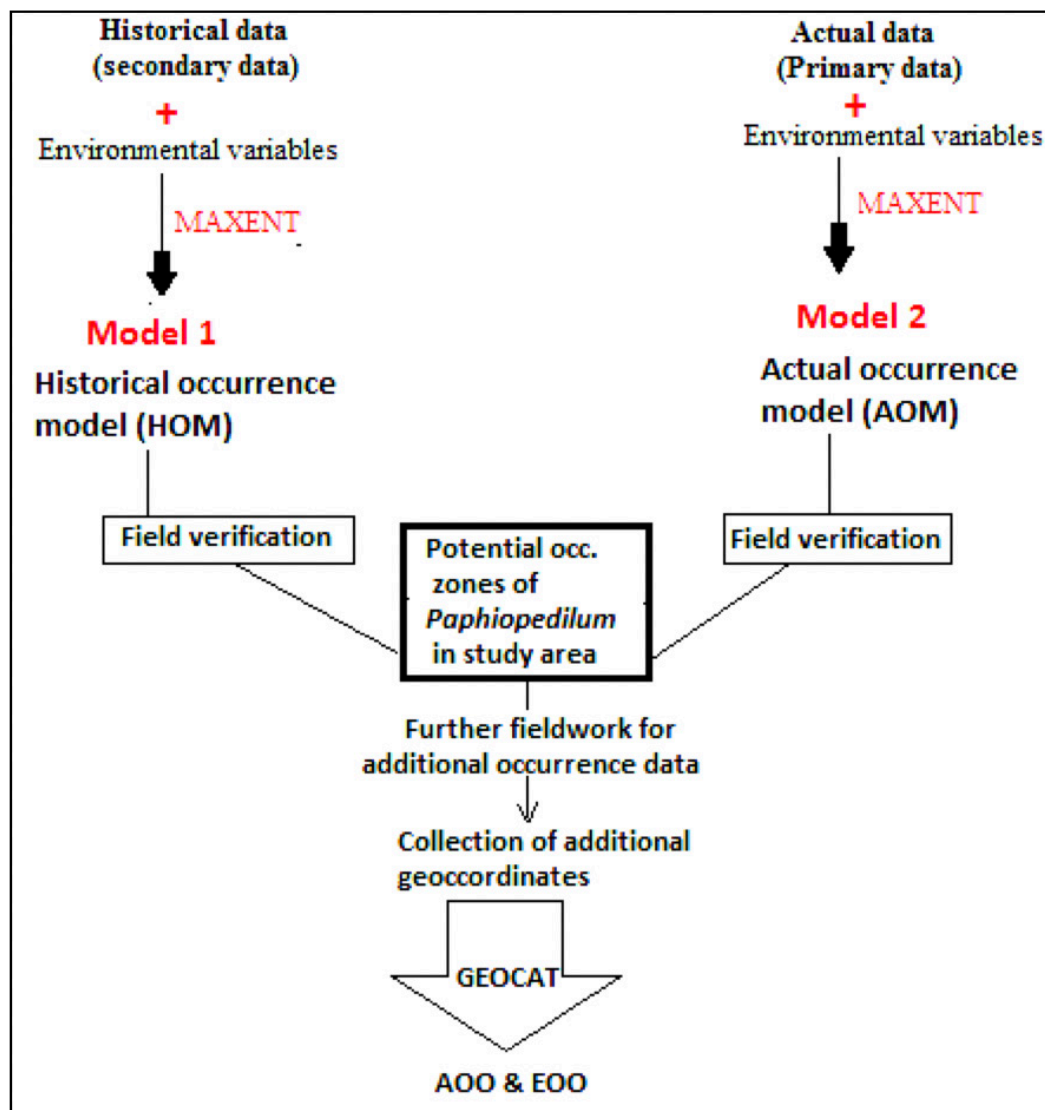 Historical data
(secondary data)
+
Environmental variables
MAXENT
Model 1
Historical occurrence
model (HOM)
Field verification
Actual data
(Primary data)
+
Environmental variables
MAXENT
Model 2
Actual occurrence
model (AOM)
Field verification
Potential occ.
zones of
Paphiopedilum
in study area
Further fieldwork for
additional occurrence data
Collection of additional
geoccordinates
GEOCAT
AOO & EOO